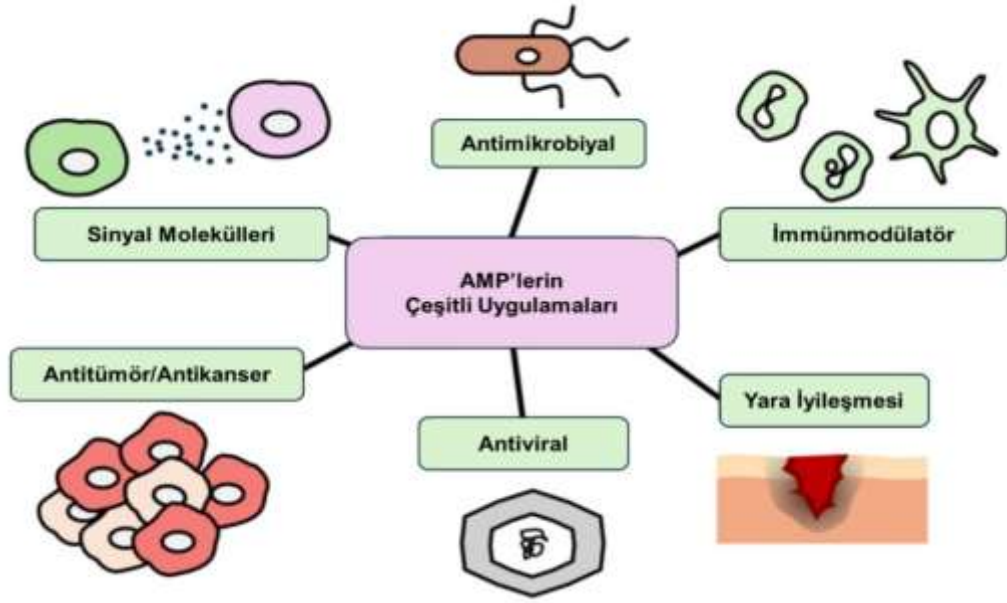 Antimikrobiyal
Sinyal Molekülleri
İmmünmodülatör
AMP'lerin
Çeşitli Uygulamaları
Antitümör/Antikanser
Yara İyileşmesi
Antiviral